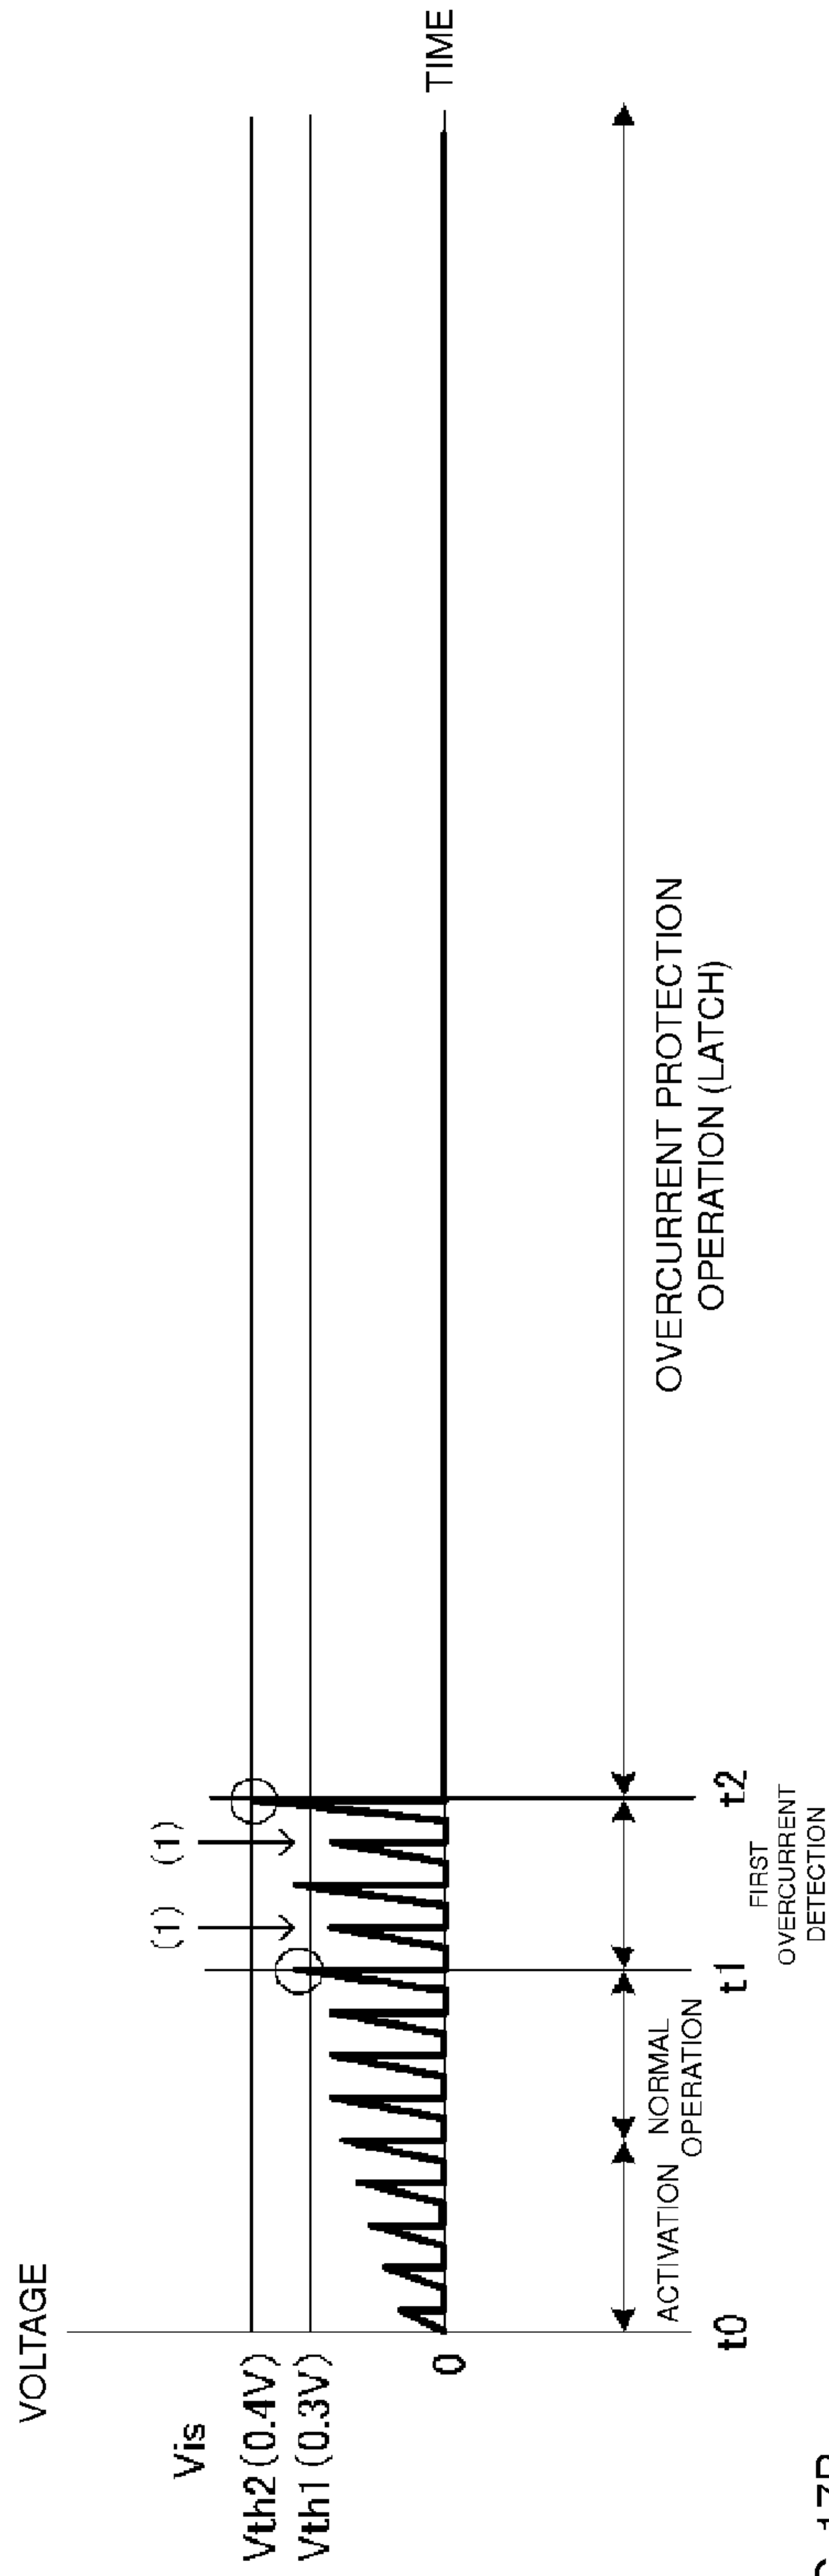 VOLTAGE
Vis
Vth2 (0.4V)
Vth1 (0.3V)
0
(1)
(1)
TIME
ACTIVATION
NORMAL
OPERATION
OVERCURRENT PROTECTION
OPERATION (LATCH)
t0
t1
t2
FIRST
OVERCURRENT
DETECTION